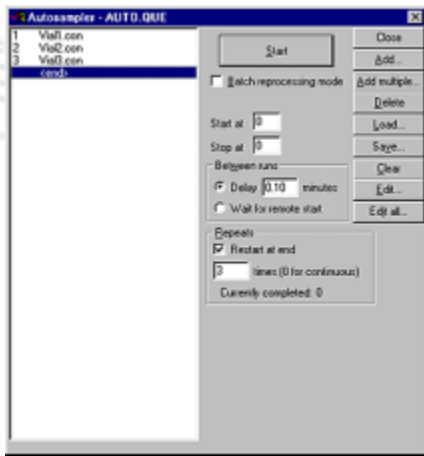 Autosampler - AUTO.QUE
1 Vial1.con
2 Vial2.con
3 Vial3.con
<end>
Start
Batch reprocessing mode
Start at 0
Stop at 0
Between runs
Delay 0.10 minutes
Wait for remote start
Repeats
Restart at end
3 times (0 for continuous)
Currently completed: 0
Close
Add...
Add multiple...
Delete
Load...
Save...
Clear
Edit...
Edit all...